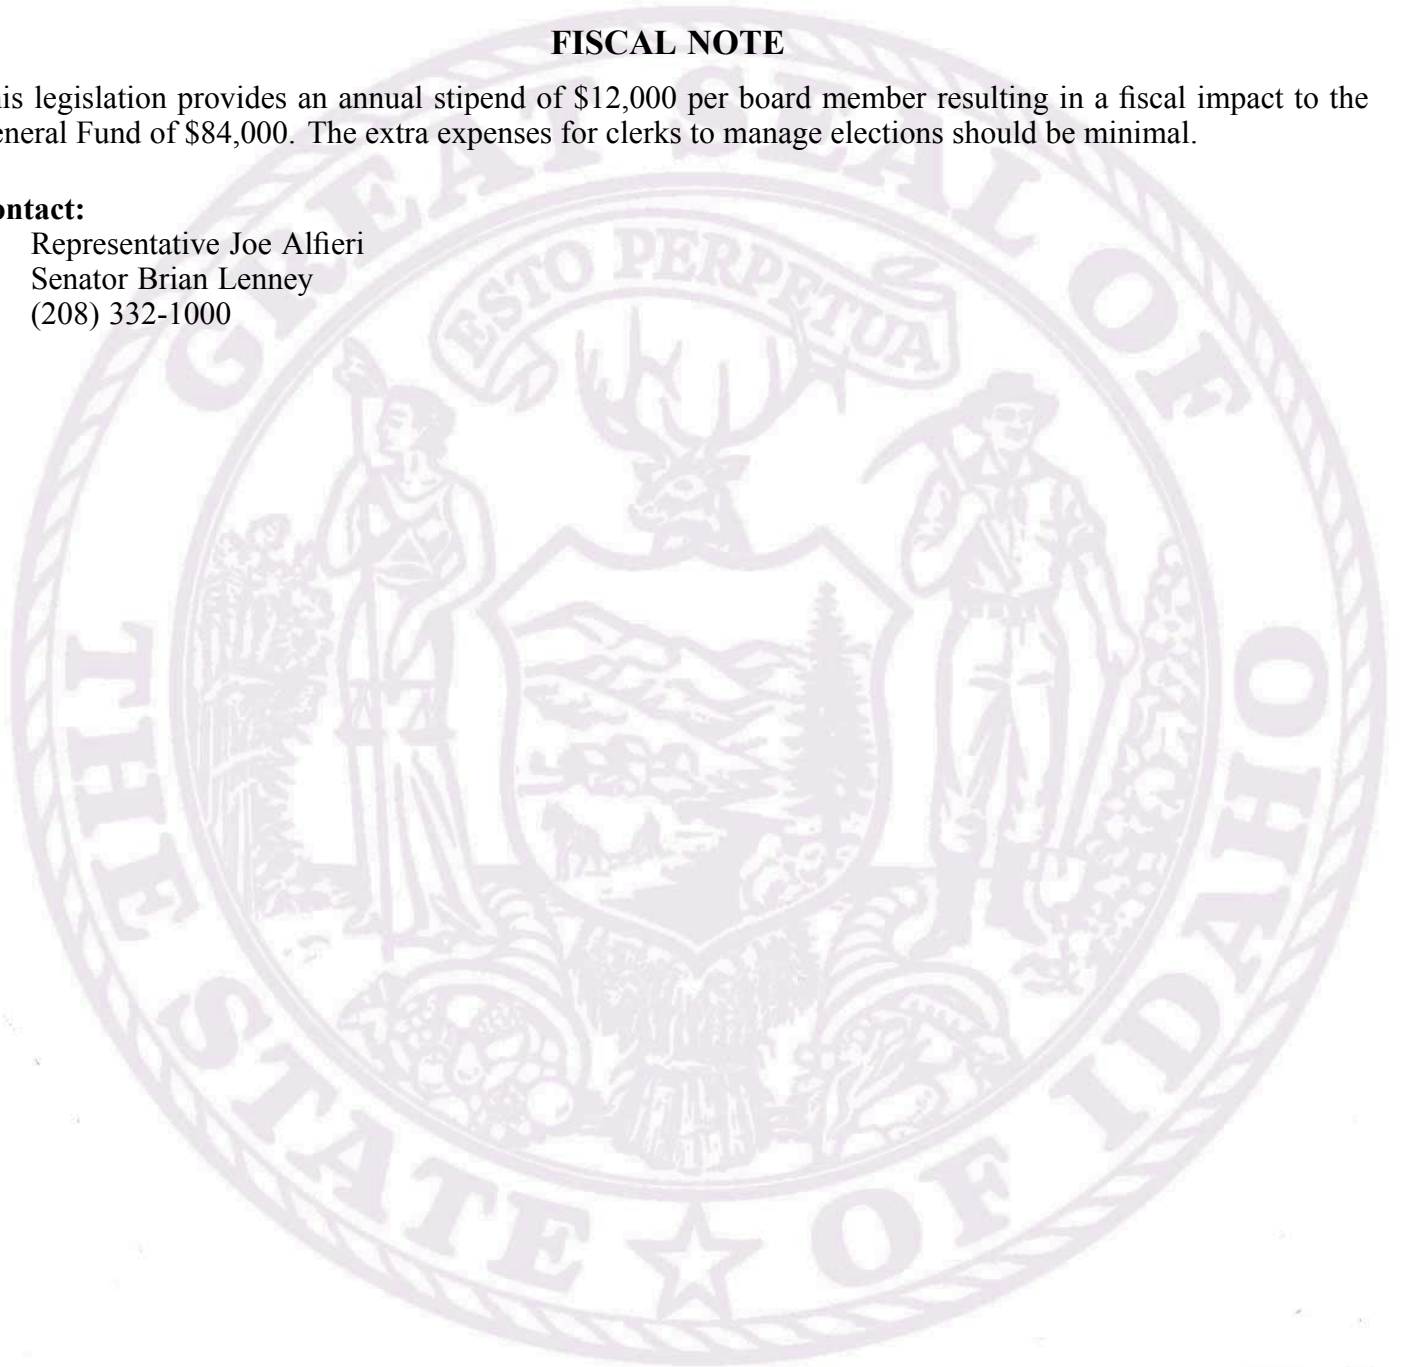 FISCAL NOTE
his legislation provides an annual stipend of $12,000 per board member resulting in a fiscal impact to the
eneral Fund of $84,000. The extra expenses for clerks to manage elections should be minimal.
ontact:
Representative Joe Alfieri
Senator Brian Lenney
(208) 332-1000
GREAT SEAL OF
ESTO PERPETUA
THE STATE OF IDAHO